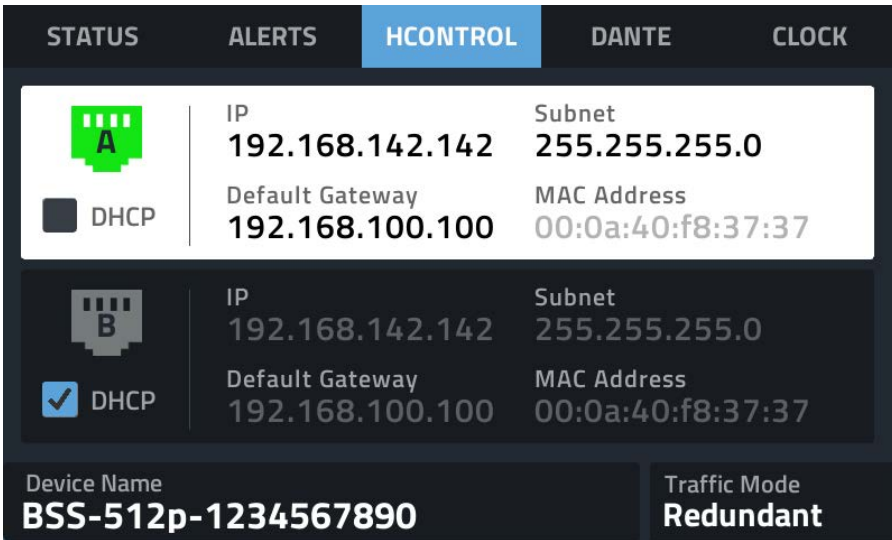 STATUS ALERTS HCONTROL DANTE CLOCK
A
DHCP
IP
192.168.142.142
Subnet
255.255.255.0
Default Gateway
192.168.100.100
MAC Address
00:0a:40:f8:37:37
B
DHCP
IP
192.168.142.142
Subnet
255.255.255.0
Default Gateway
192.168.100.100
MAC Address
00:0a:40:f8:37:37
Device Name
BSS-512p-1234567890
Traffic Mode
Redundant